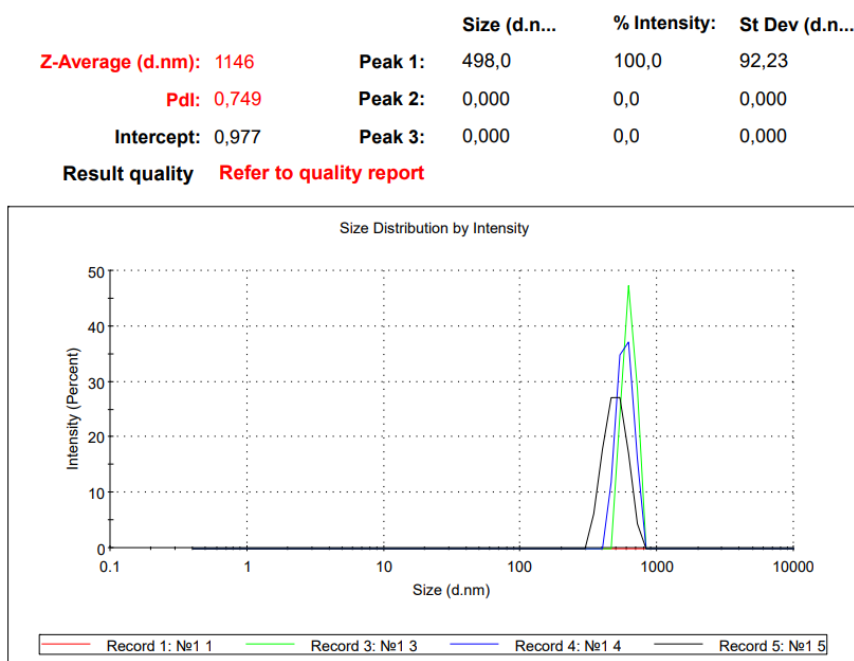 Size (d.n... % Intensity: St Dev (d.n...
Z-Average (d.nm): 1146 Peak 1: 498,0 100,0 92,23
PdI: 0,749 Peak 2: 0,000 0,0 0,000
Intercept: 0,977 Peak 3: 0,000 0,0 0,000
Result quality Refer to quality report
Size Distribution by Intensity
50
40
30
20
10
0
Intensity (Percent)
0.1 1 10 100 1000 10000
Size (d.nm)
Record 1: №1 1 Record 3: №1 3 Record 4: №1 4 Record 5: №1 5